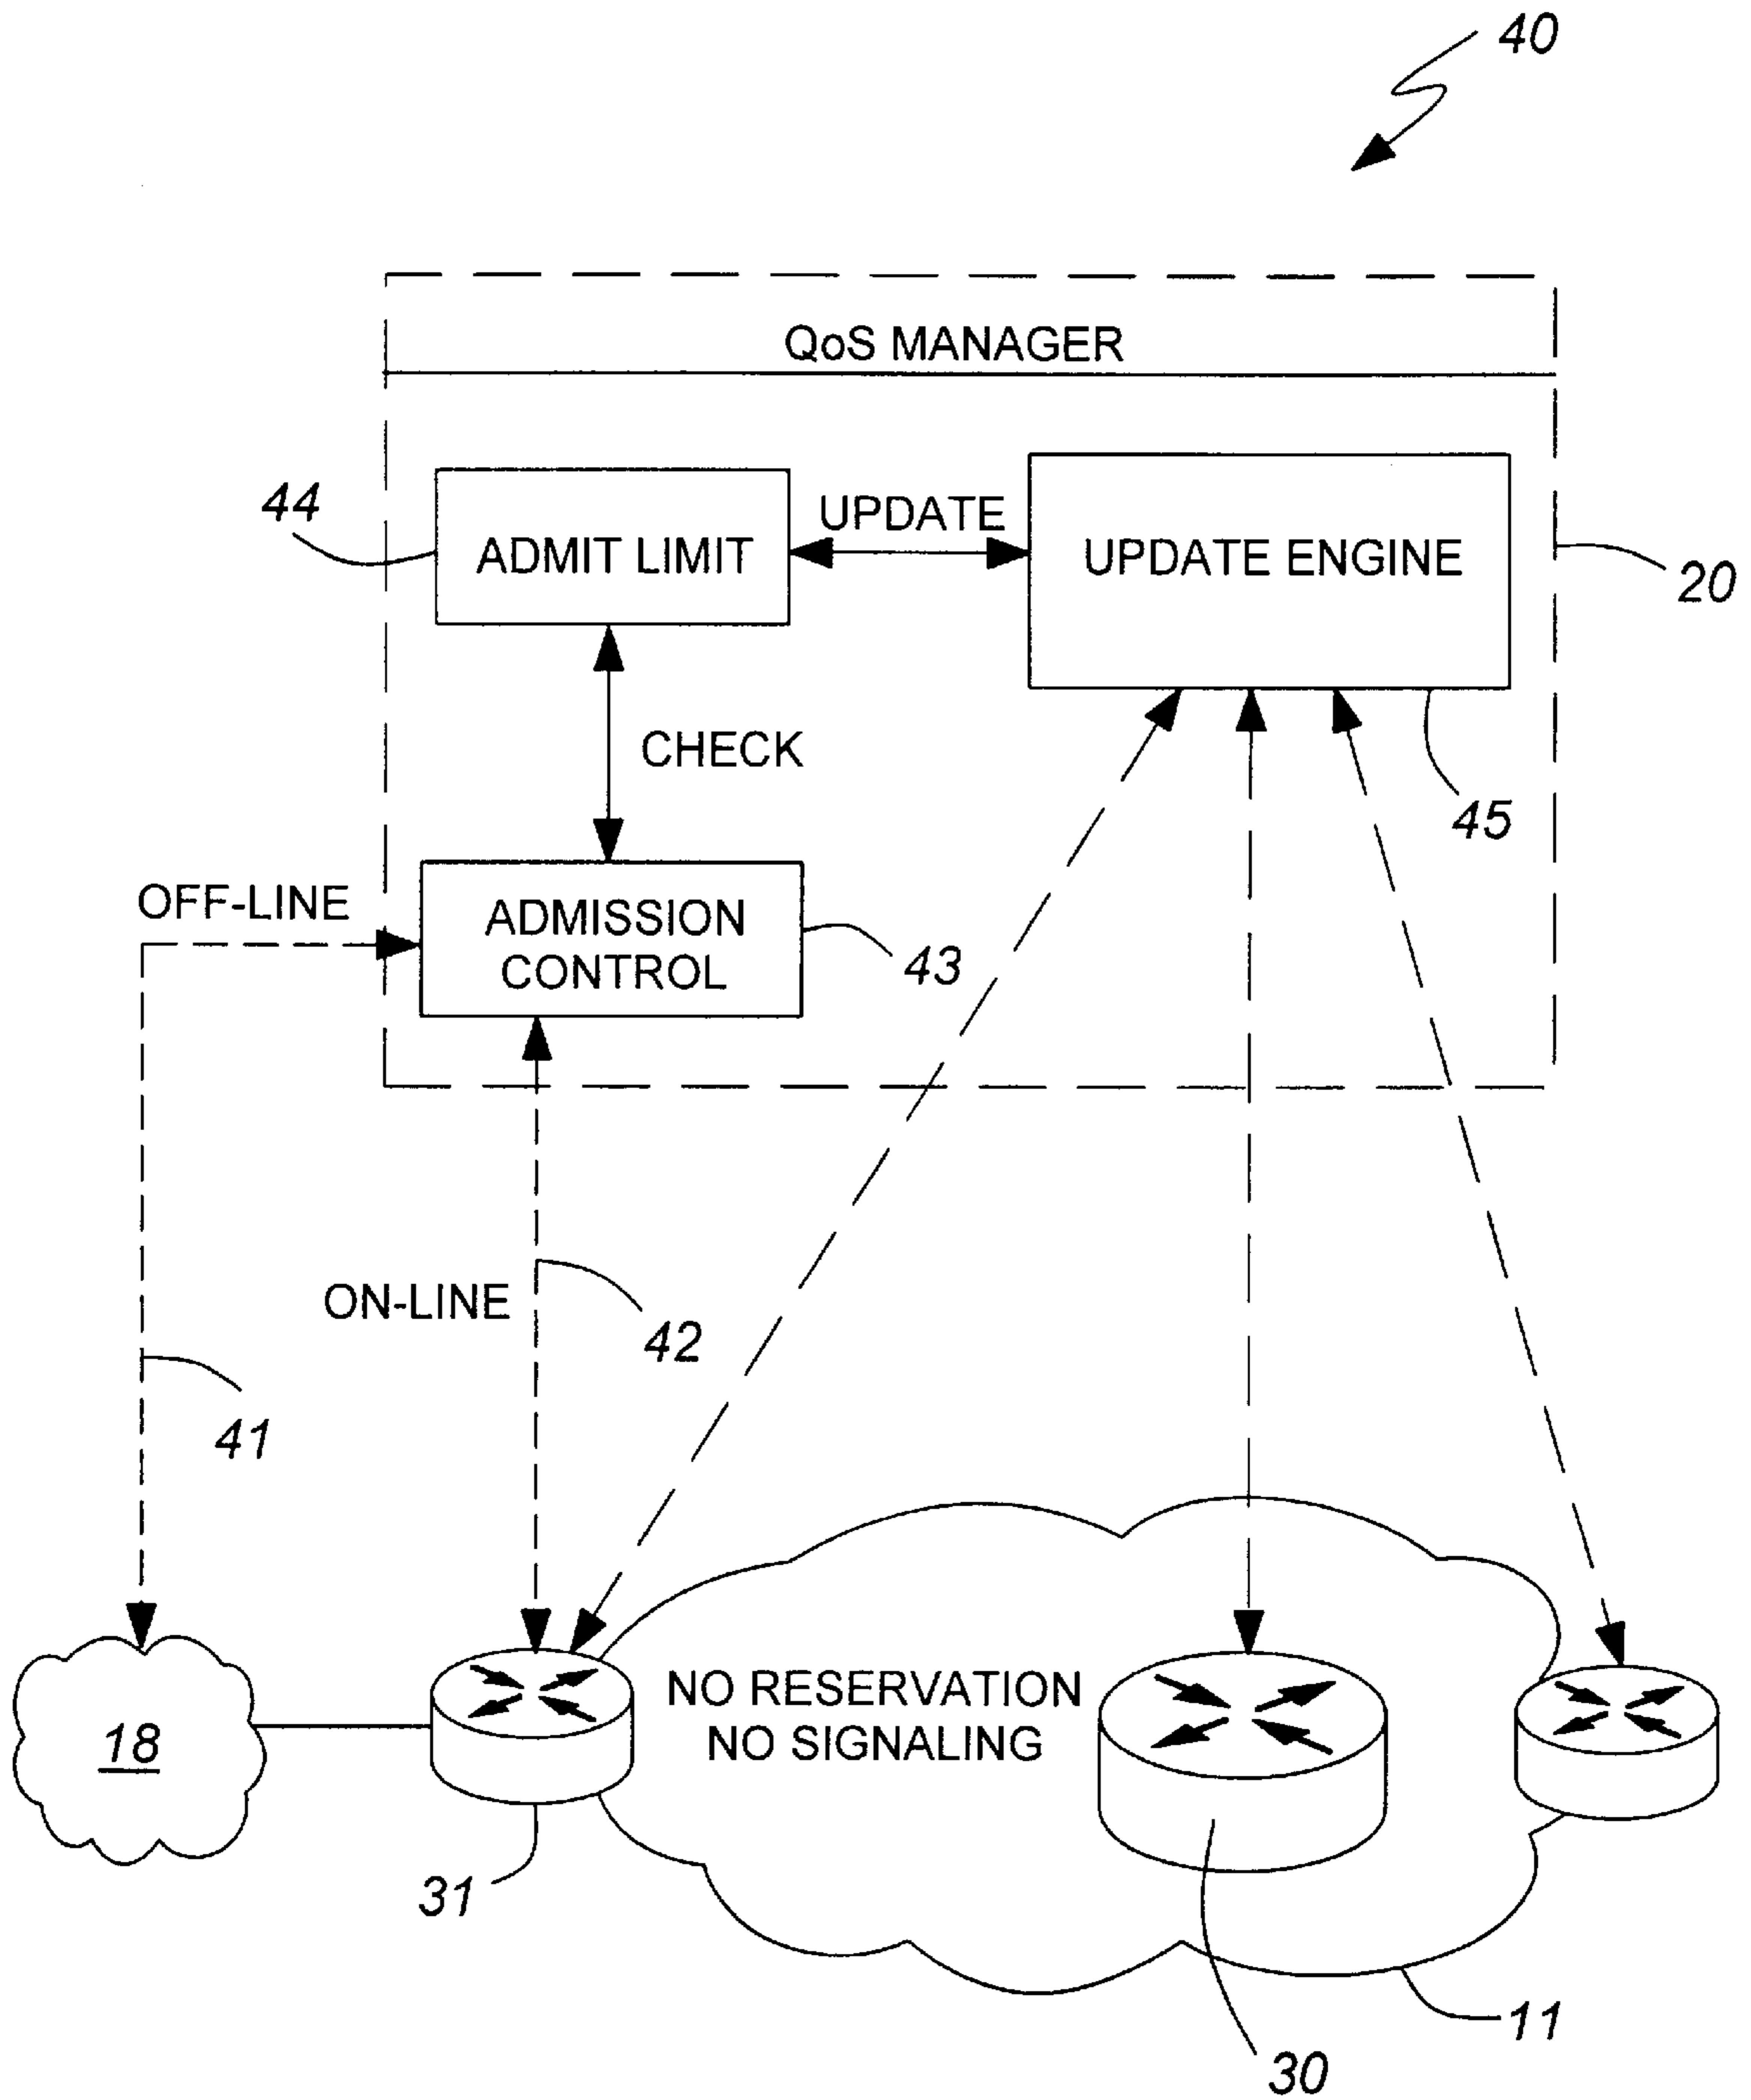 40
QoS MANAGER
44
ADMIT LIMIT
UPDATE
UPDATE ENGINE
20
CHECK
45
OFF-LINE
ADMISSION
CONTROL
43
ON-LINE
42
41
NO RESERVATION
NO SIGNALING
18
31
11
30